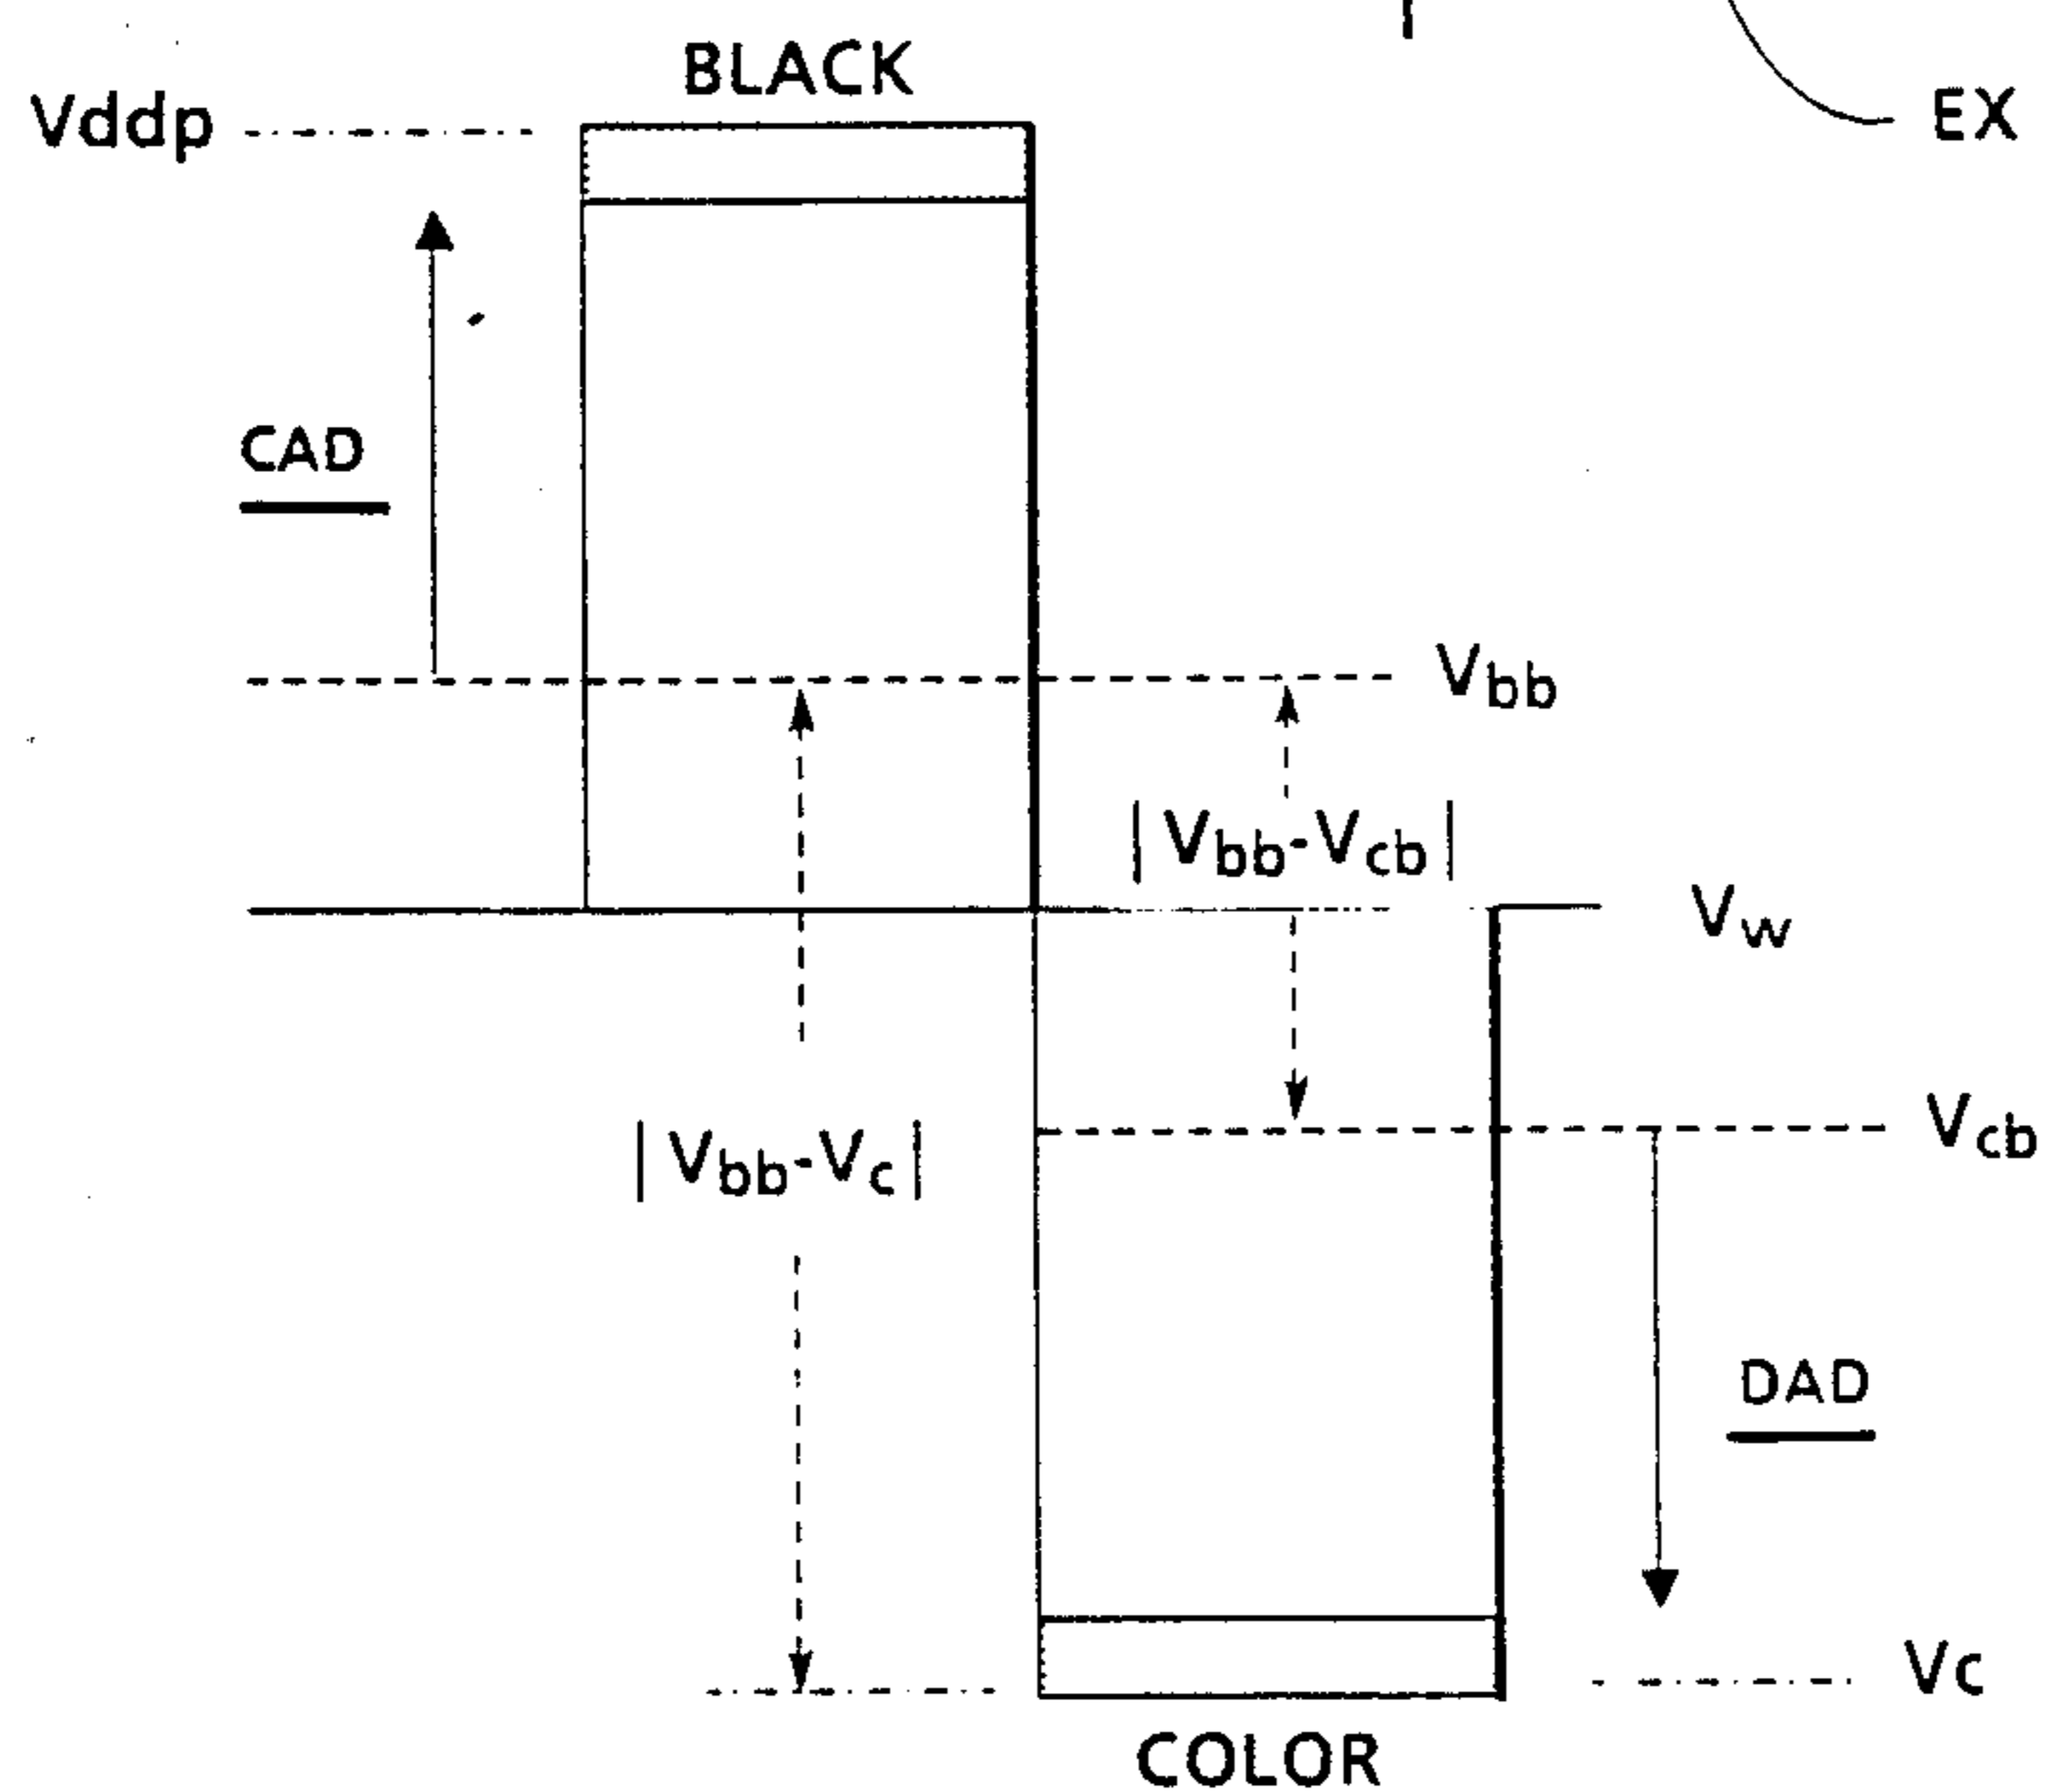 BLACK
Vddp
EX
CAD
Vbb
|Vbb-Vcb|
Vw
Vcb
|Vbb-Vc|
DAD
Vc
COLOR